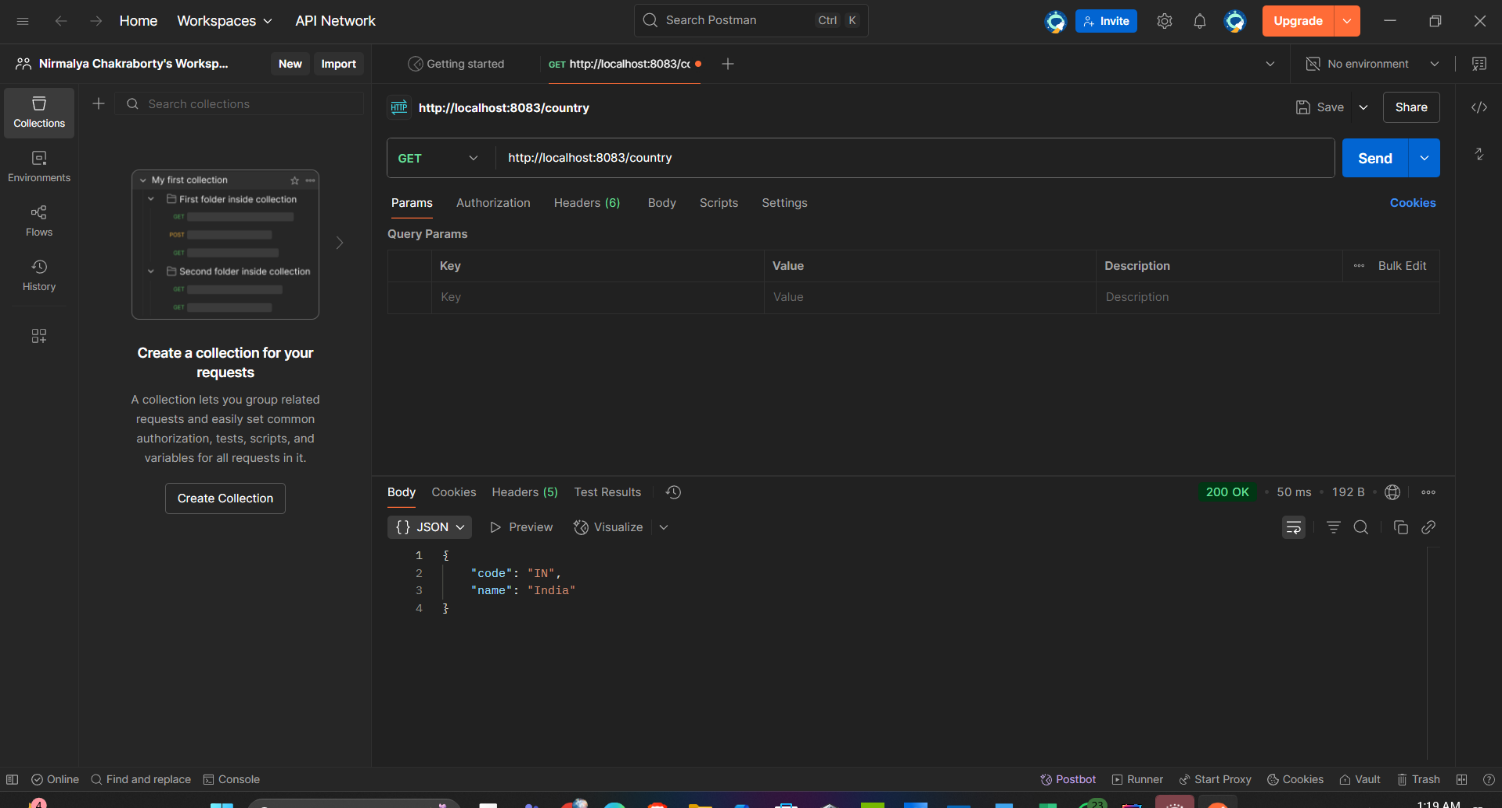 Home Workspaces API Network Search Postman Ctrl K Invite Upgrade
Nirmalya Chakraborty's Worksp... New Import Getting started GET http://localhost:8083/cc No environment
Collections
Search collections
http://localhost:8083/country Save Share
Environments
Flows
History
My first collection
First folder inside collection
GET
POST
GET
Second folder inside collection
GET
GET
Create a collection for your
requests
A collection lets you group related
requests and easily set common
authorization, tests, scripts, and
variables for all requests in it.
Create Collection
GET http://localhost:8083/country Send
Params Authorization Headers (6) Body Scripts Settings Cookies
Query Params
Key Value Description Bulk Edit
Key Value Description
Body Cookies Headers (5) Test Results 200 OK 50 ms 192 B
{} JSON Preview Visualize
1 {
2 "code": "IN",
3 "name": "India"
4 }
Online Find and replace Console Postbot Runner Start Proxy Cookies Vault Trash
4 23 1:19 AM